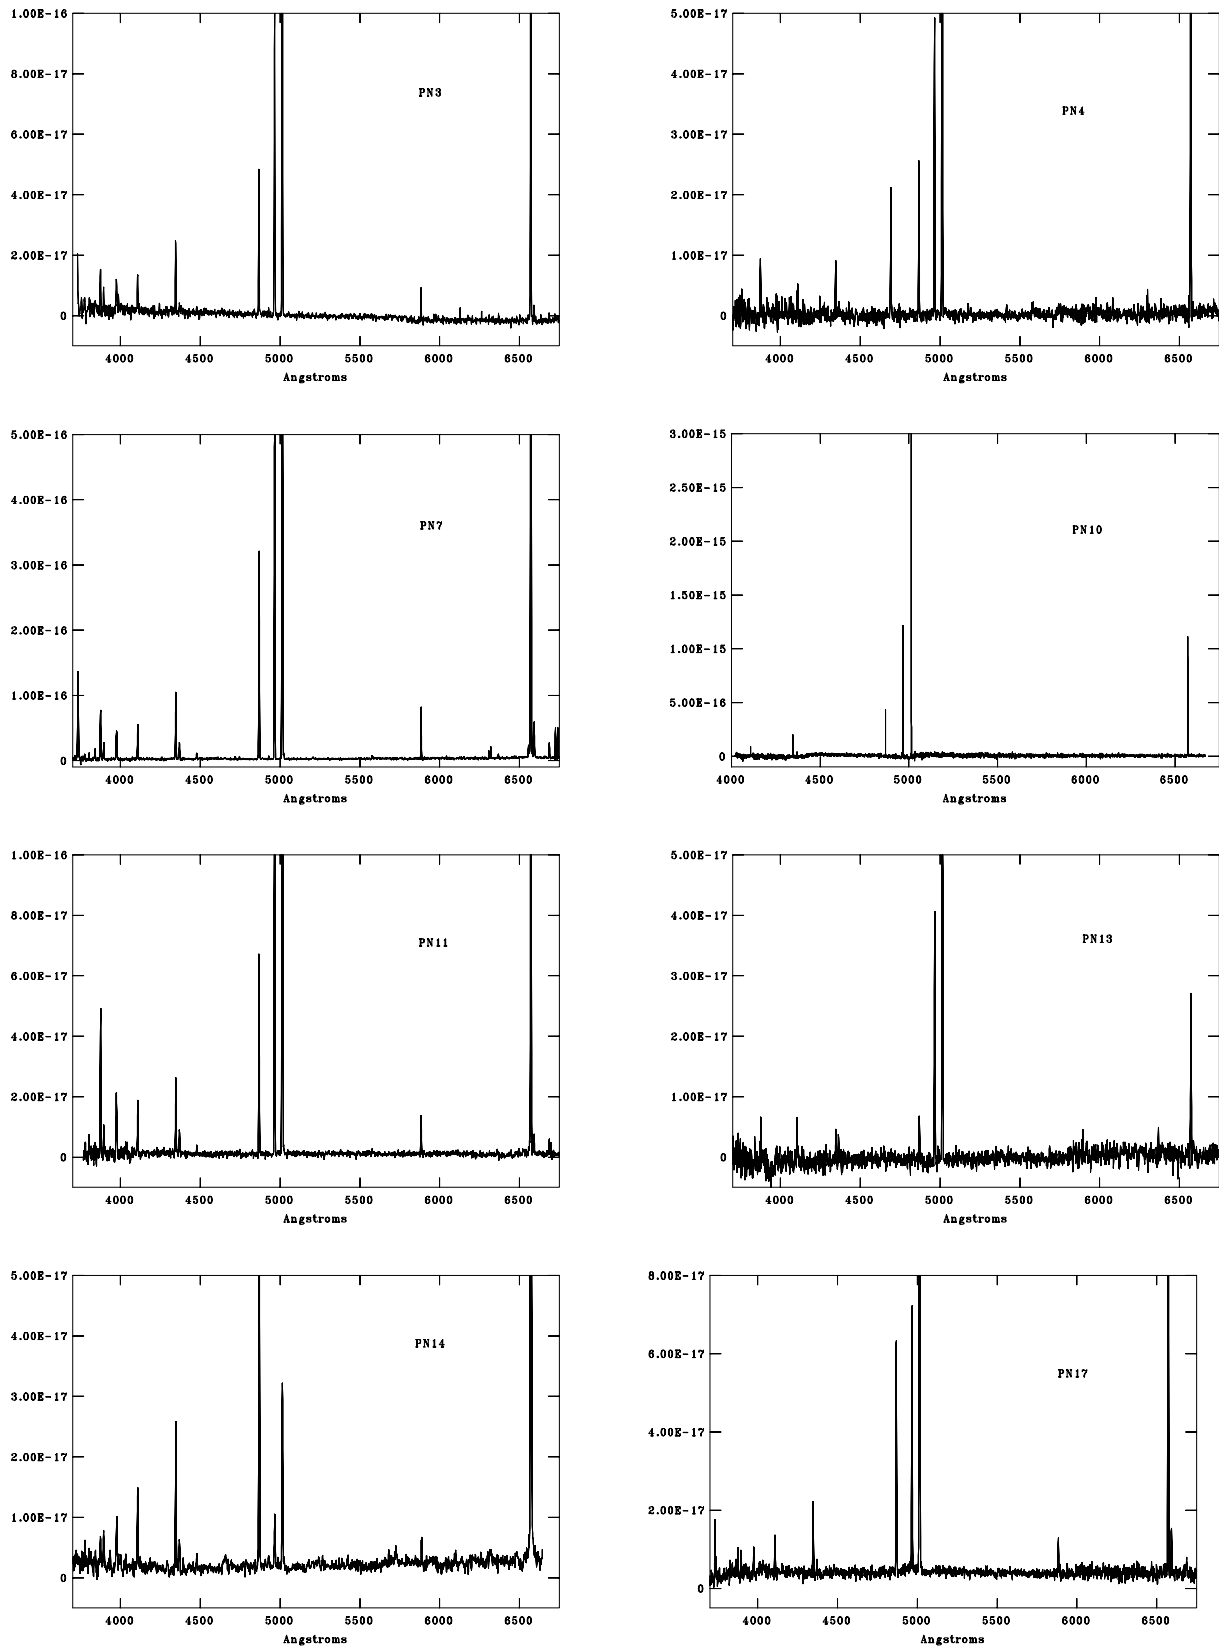 1.00E-16
8.00E-17
6.00E-17
4.00E-17
2.00E-17
0
PN3
4000 4500 5000 5500 6000 6500
Angstroms
5.00E-17
4.00E-17
3.00E-17
2.00E-17
1.00E-17
0
PN4
4000 4500 5000 5500 6000 6500
Angstroms
5.00E-16
4.00E-16
3.00E-16
2.00E-16
1.00E-16
0
PN7
4000 4500 5000 5500 6000 6500
Angstroms
3.00E-15
2.50E-15
2.00E-15
1.50E-15
1.00E-15
5.00E-16
0
PN10
4000 4500 5000 5500 6000 6500
Angstroms
1.00E-16
8.00E-17
6.00E-17
4.00E-17
2.00E-17
0
PN11
4000 4500 5000 5500 6000 6500
Angstroms
5.00E-17
4.00E-17
3.00E-17
2.00E-17
1.00E-17
0
PN13
4000 4500 5000 5500 6000 6500
Angstroms
5.00E-17
4.00E-17
3.00E-17
2.00E-17
1.00E-17
0
PN14
4000 4500 5000 5500 6000 6500
Angstroms
8.00E-17
6.00E-17
4.00E-17
2.00E-17
0
PN17
4000 4500 5000 5500 6000 6500
Angstroms